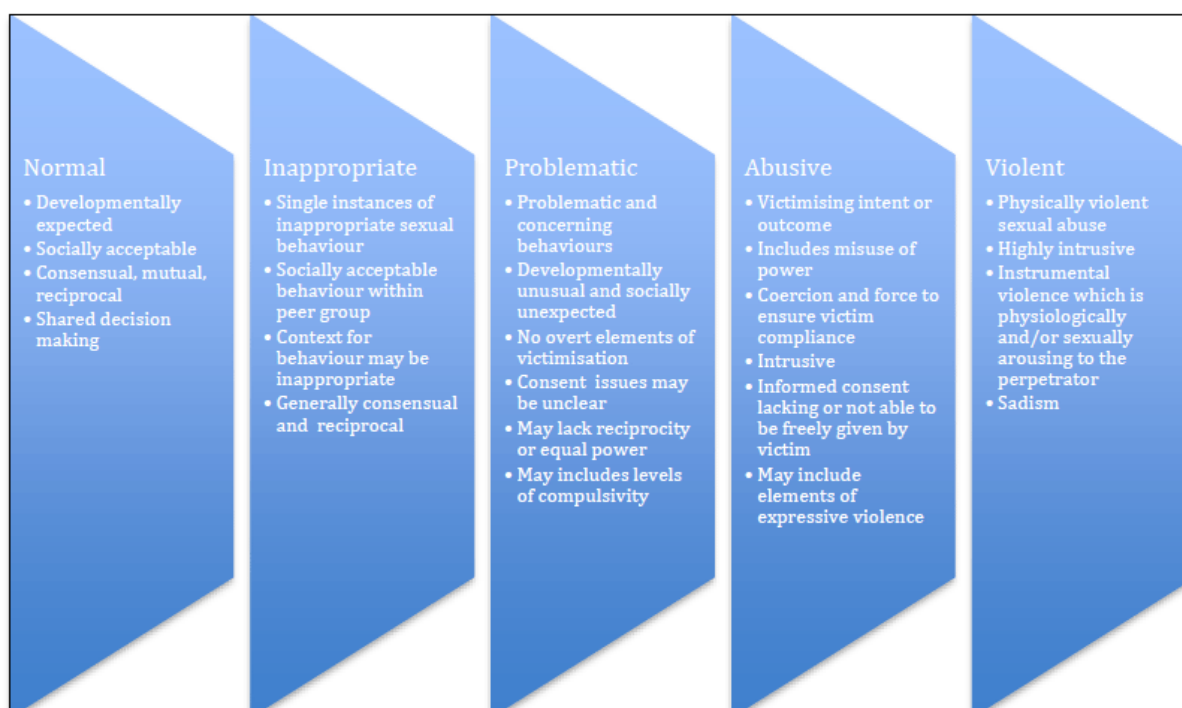 Normal
• Developmentally
expected
• Socially acceptable
• Consensual, mutual,
reciprocal
• Shared decision
making
Inappropriate
• Single instances of
inappropriate sexual
behaviour
• Socially acceptable
behaviour within
peer group
• Context for
behaviour may be
inappropriate
• Generally consensual
and reciprocal
Problematic
• Problematic and
concerning
behaviours
• Developmentally
unusual and socially
unexpected
• No overt elements of
victimisation
• Consent issues may
be unclear
• May lack reciprocity
or equal power
• May includes levels
of compulsivity
Abusive
• Victimising intent or
outcome
• Includes misuse of
power
• Coercion and force to
ensure victim
compliance
• Intrusive
• Informed consent
lacking or not able to
be freely given by
victim
• May include
elements of
expressive violence
Violent
• Physically violent
sexual abuse
• Highly intrusive
• Instrumental
violence which is
physiologically
and/or sexually
arousing to the
perpetrator
• Sadism